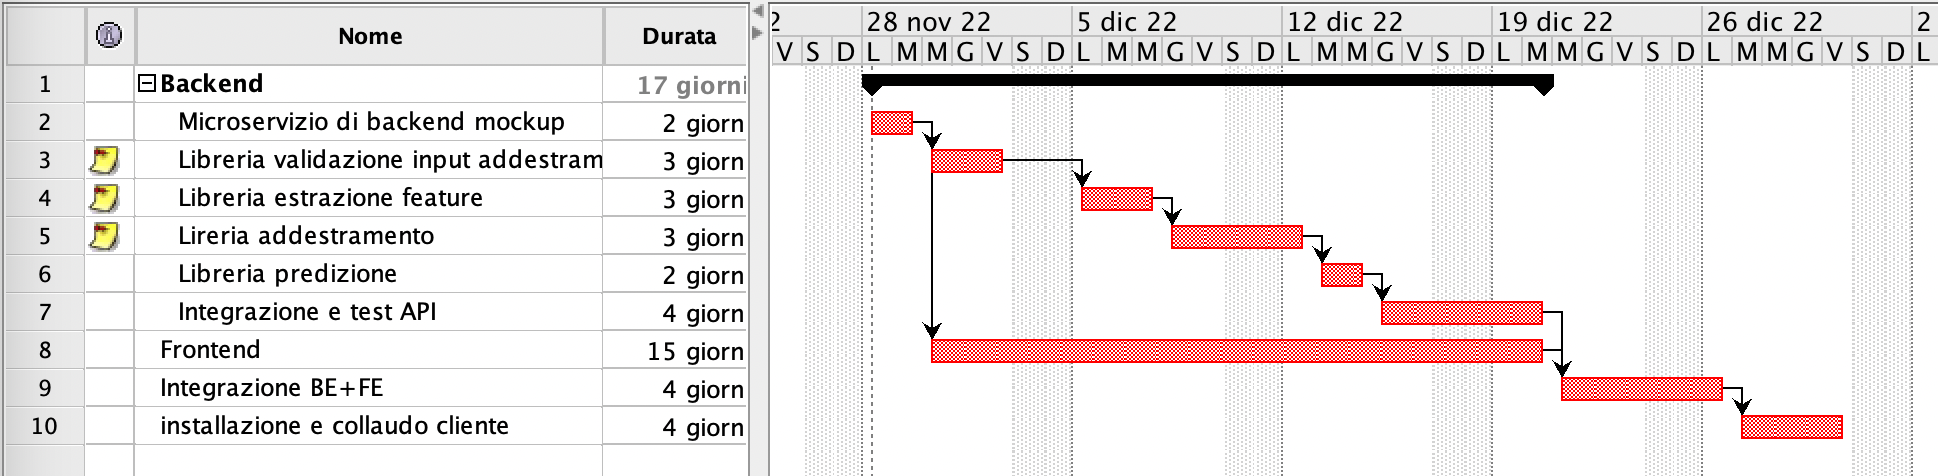 Nome Durata 2 28 nov 22 5 dic 22 12 dic 22 19 dic 22 26 dic 22 2
V S D L M M G V S D L M M G V S D L M M G V S D L M M G V S D L M M G V S D L
1 Backend 17 giorni
2 Microservizio di backend mockup 2 giorn
3 Libreria validazione input addestram 3 giorn
4 Libreria estrazione feature 3 giorn
5 Lireria addestramento 3 giorn
6 Libreria predizione 2 giorn
7 Integrazione e test API 4 giorn
8 Frontend 15 giorn
9 Integrazione BE+FE 4 giorn
10 installazione e collaudo cliente 4 giorn